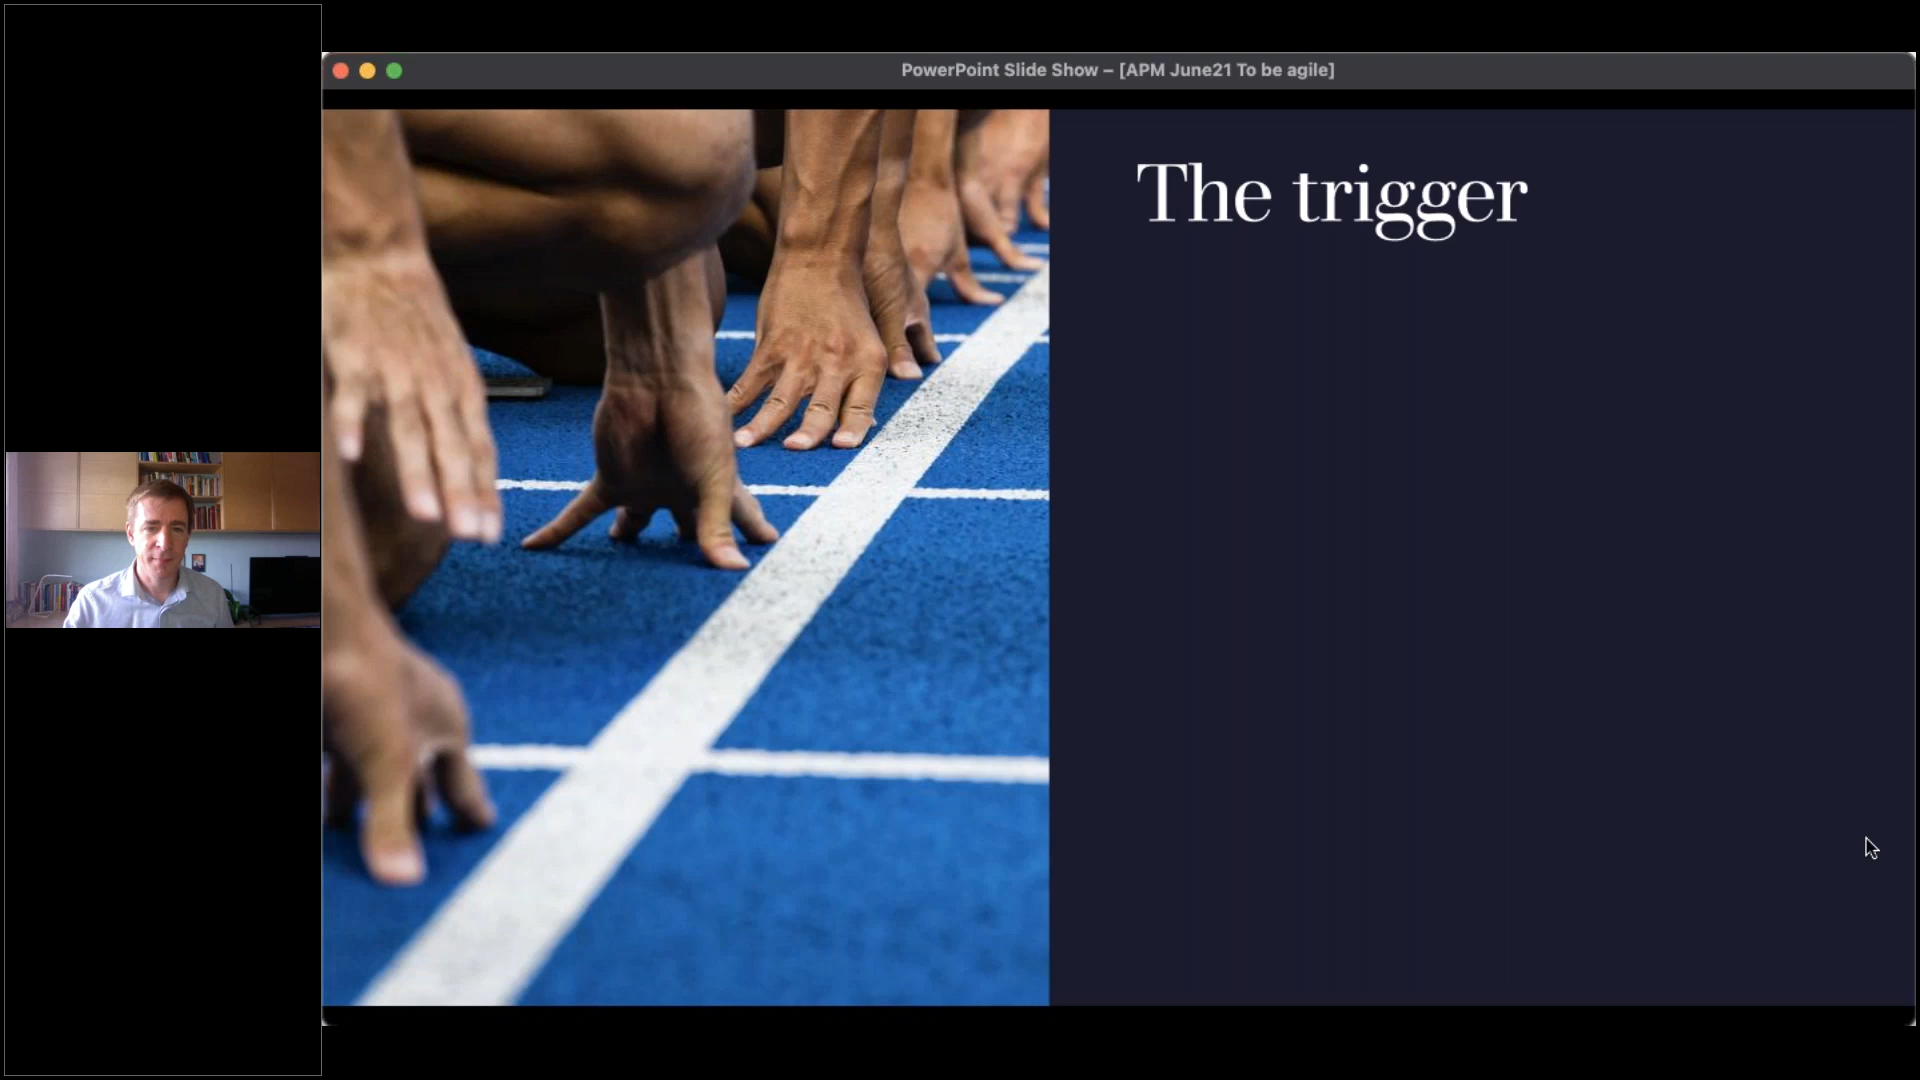 PowerPoint Slide Show – [APM June21 To be agile]
The trigger